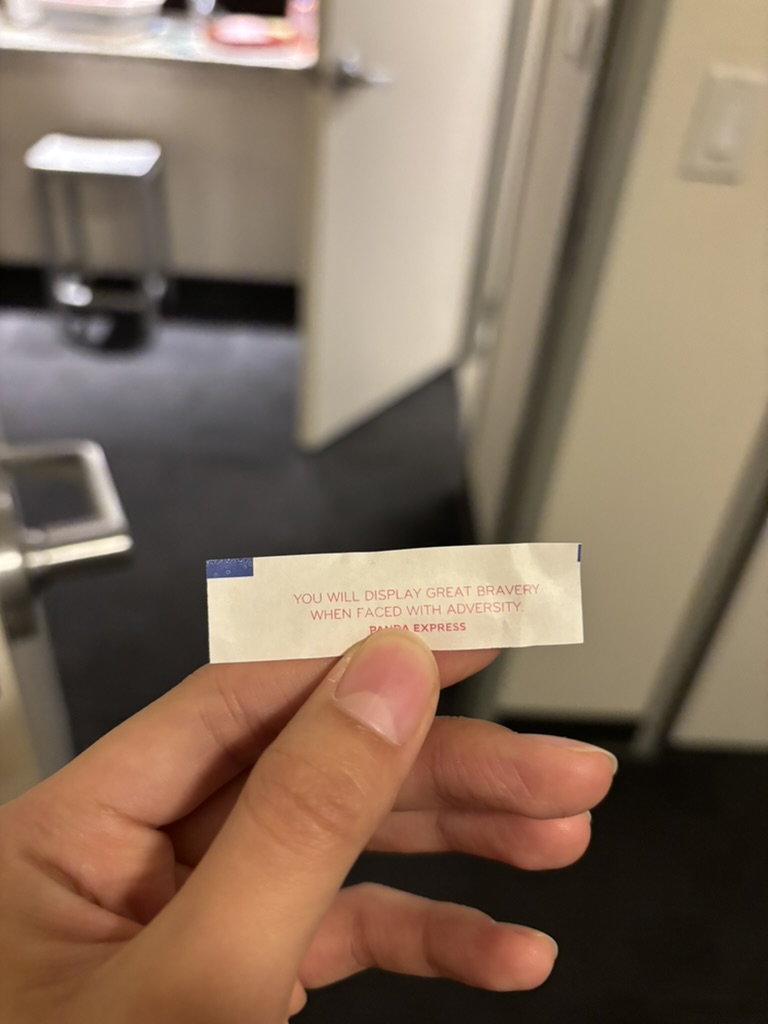 YOU WILL DISPLAY GREAT BRAVERY
WHEN FACED WITH ADVERSITY.
PANDA EXPRESS